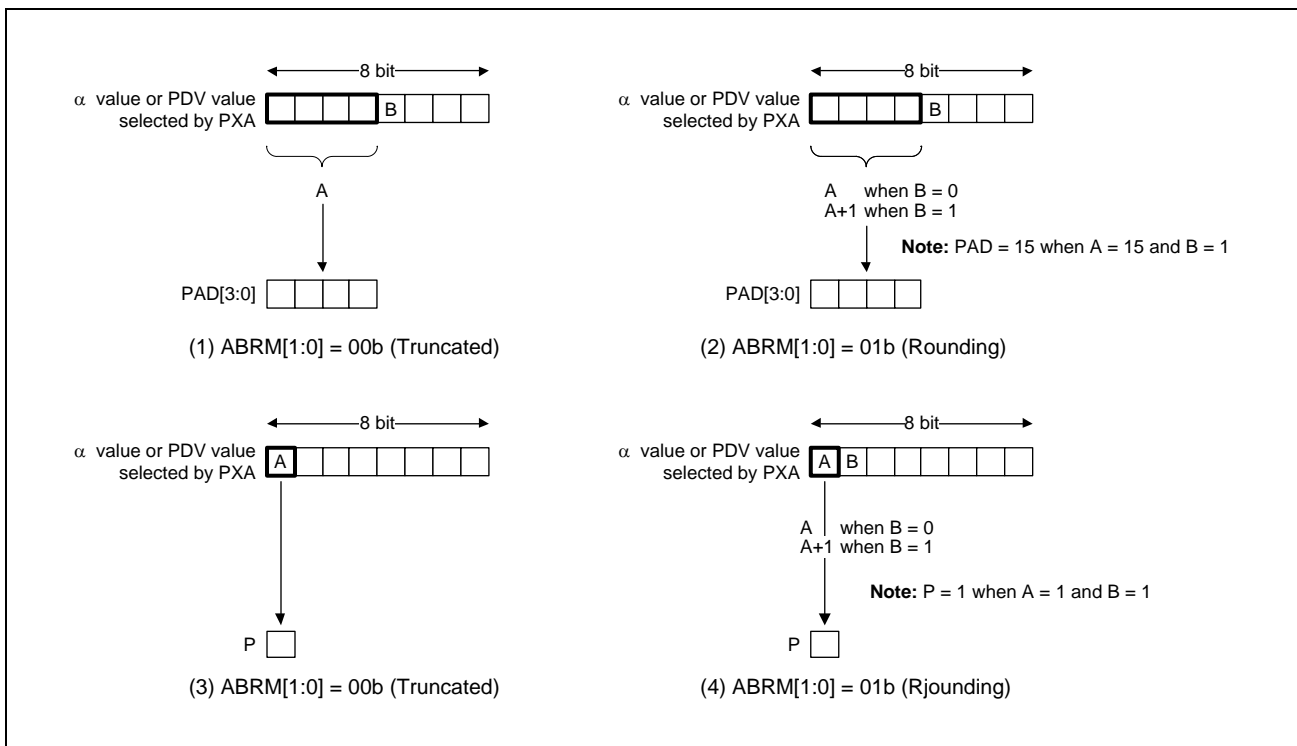 8 bit
α value or PDV value
selected by PXA
B
A
PAD[3:0]
(1) ABRM[1:0] = 00b (Truncated)
8 bit
α value or PDV value
selected by PXA
B
A when B = 0
A+1 when B = 1
Note: PAD = 15 when A = 15 and B = 1
PAD[3:0]
(2) ABRM[1:0] = 01b (Rounding)
8 bit
α value or PDV value
selected by PXA
A
P
(3) ABRM[1:0] = 00b (Truncated)
8 bit
α value or PDV value
selected by PXA
A B
A when B = 0
A+1 when B = 1
Note: P = 1 when A = 1 and B = 1
P
(4) ABRM[1:0] = 01b (Rjounding)